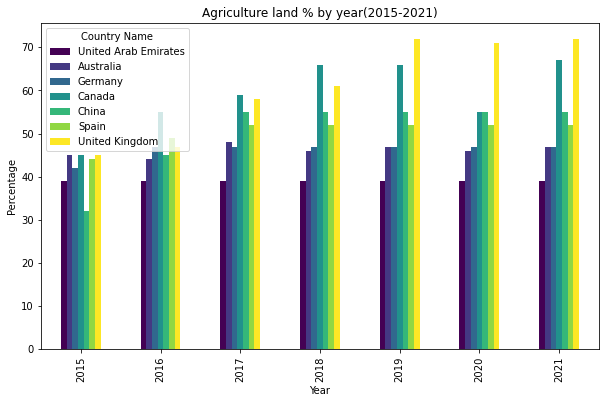 Agriculture land % by year(2015-2021)
Country Name
United Arab Emirates
Australia
Germany
Canada
China
Spain
United Kingdom
Percentage
70
60
50
40
30
20
10
0
2015
2016
2017
2018
2019
2020
2021
Year